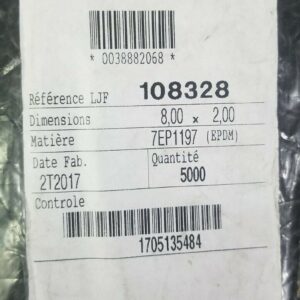 * 0038882068 *
Référence LJF 108328
Dimensions 8,00 x 2,00
Matière 7EP1197 (EPDM)
Date Fab. Quantité
2T2017 5000
Controle
1705135484